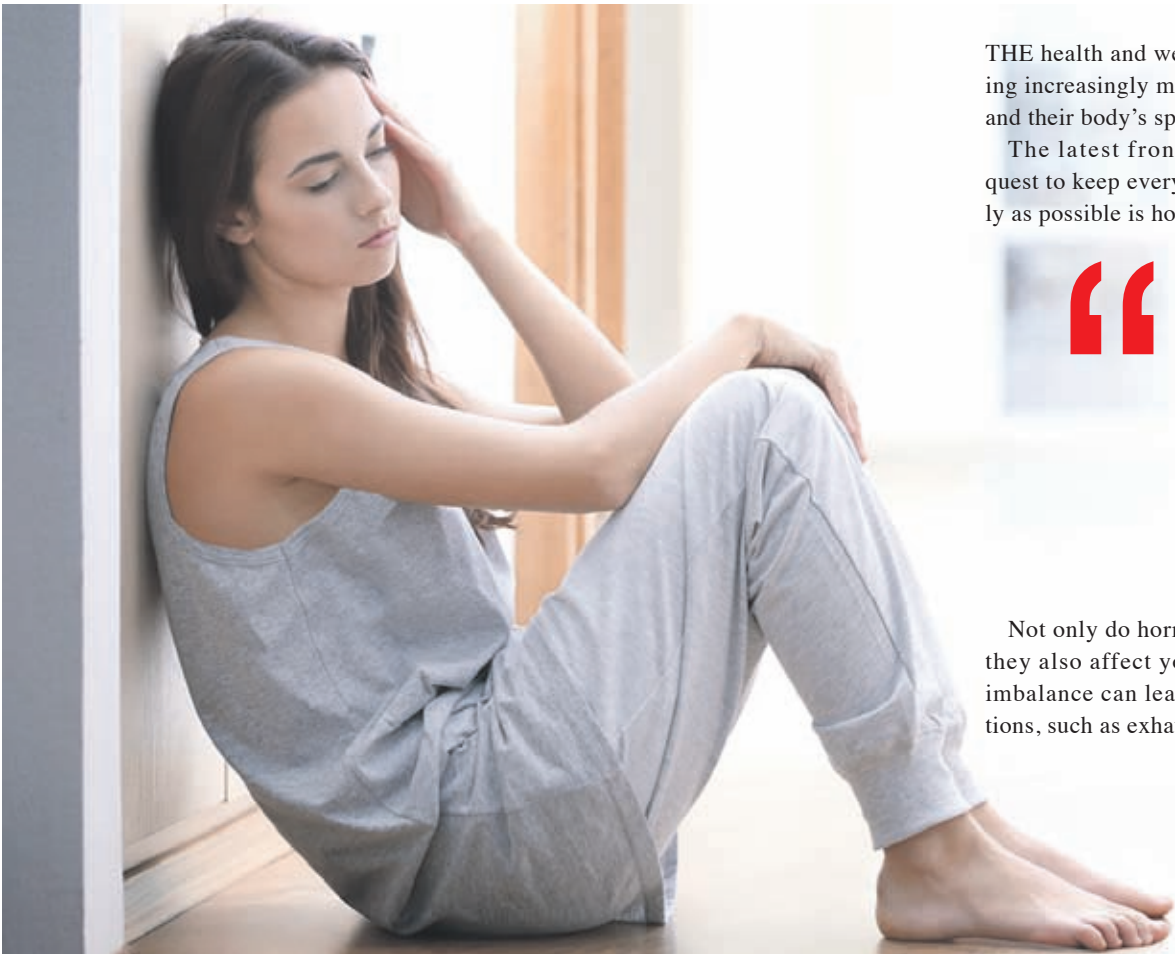 THE health and we
ing increasingly m
and their body's sp
The latest fron
quest to keep every
ly as possible is ho
“
Not only do horr
they also affect yo
imbalance can lea
tions, such as exha